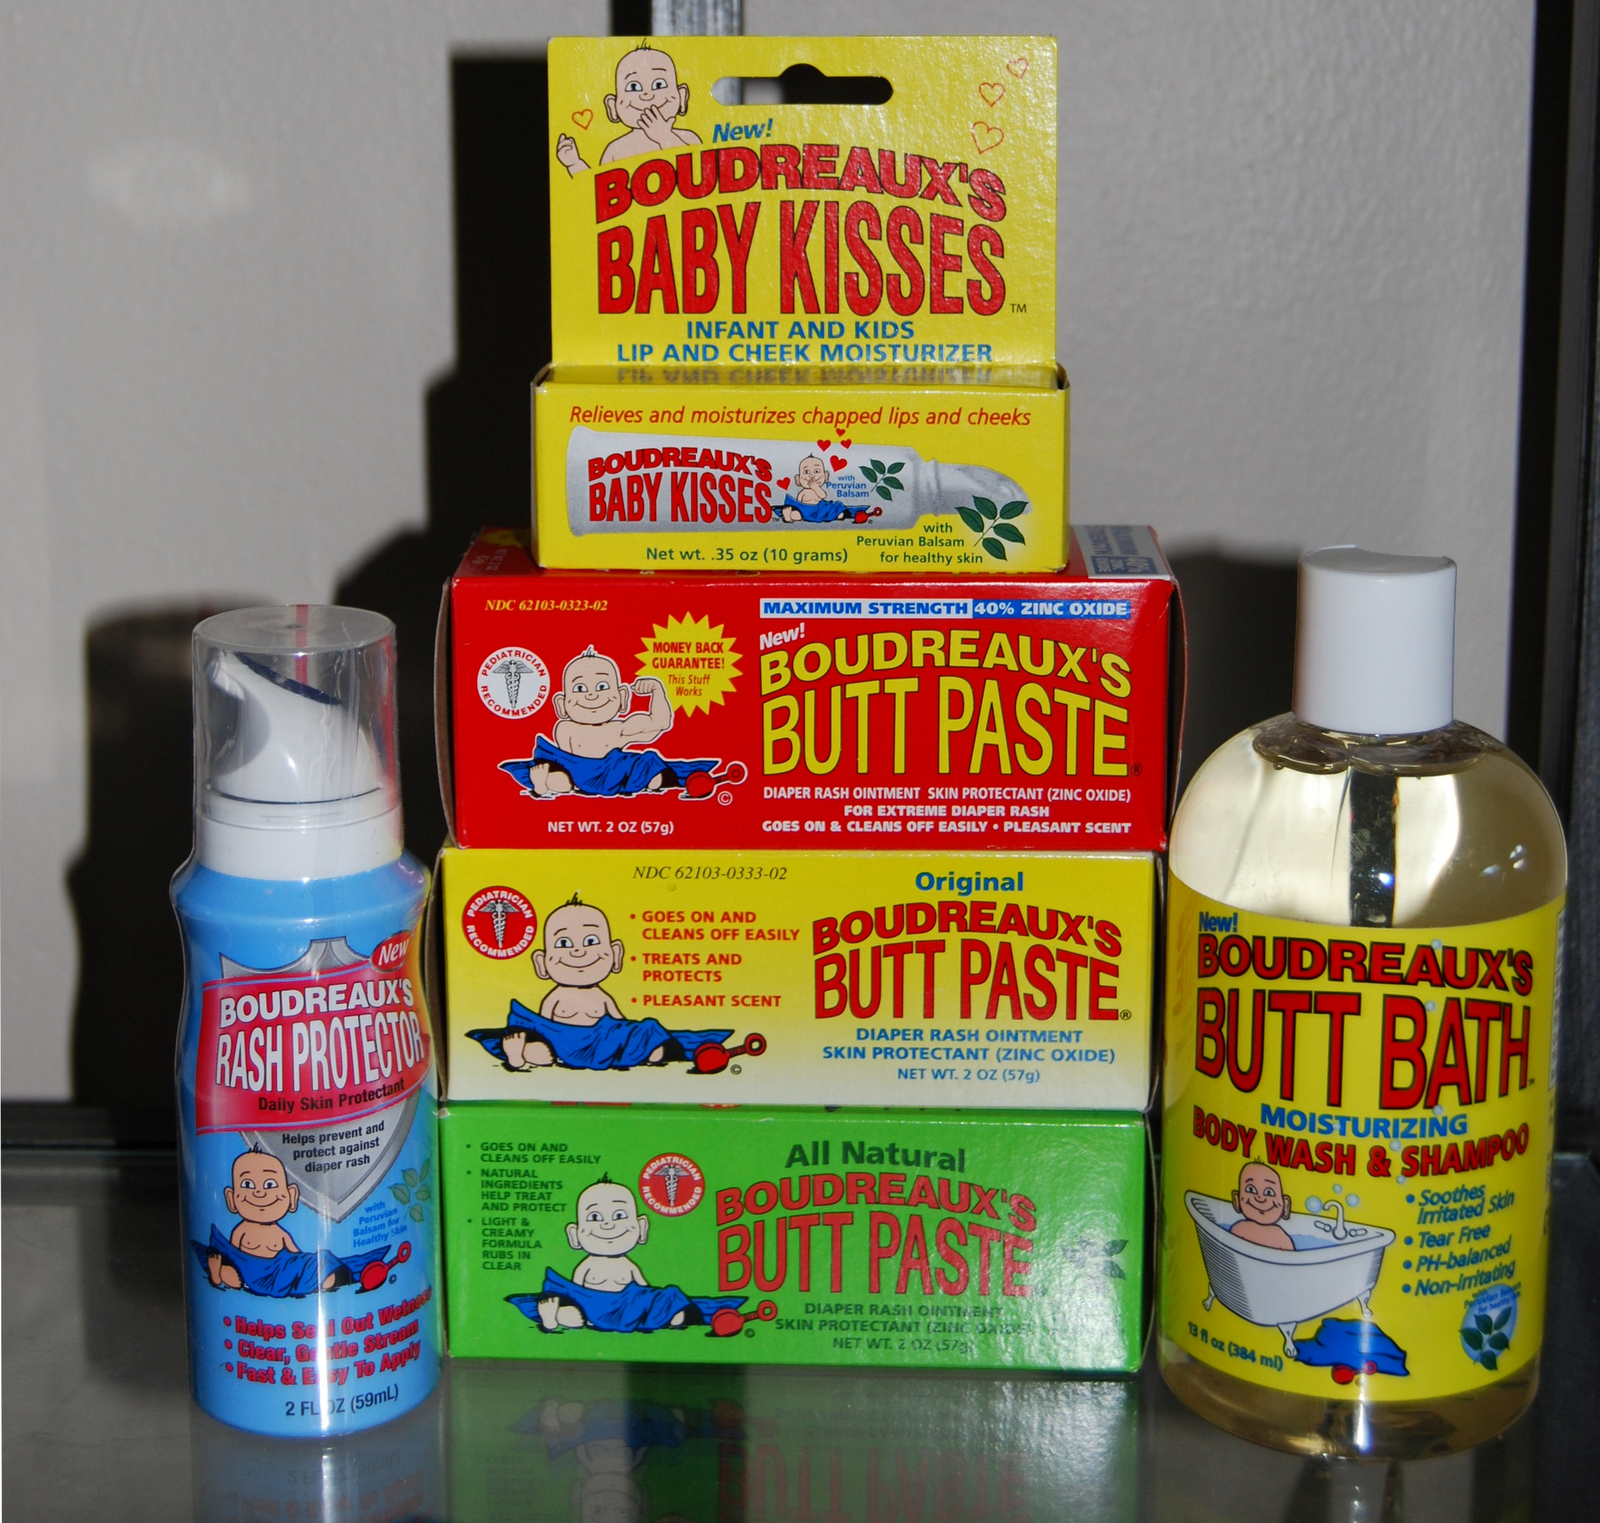 New!
BOUDREAUX'S
BABY KISSES™
INFANT AND KIDS
LIP AND CHEEK MOISTURIZER
Relieves and moisturizes chapped lips and cheeks
BOUDREAUX'S
BABY KISSES™
with
Peruvian
Balsam
with
Peruvian Balsam
for healthy skin
Net wt. .35 oz (10 grams)
NDC 62103-0323-02
PEDIATRICIAN
RECOMMENDED
MONEY BACK
GUARANTEE!
This Stuff
Works
MAXIMUM STRENGTH 40% ZINC OXIDE
New!
BOUDREAUX'S
BUTT PASTE®
DIAPER RASH OINTMENT SKIN PROTECTANT (ZINC OXIDE)
FOR EXTREME DIAPER RASH
GOES ON & CLEANS OFF EASILY • PLEASANT SCENT
©
NET WT. 2 OZ (57g)
NDC 62103-0333-02
PEDIATRICIAN
RECOMMENDED
• GOES ON AND
CLEANS OFF EASILY
• TREATS AND
PROTECTS
• PLEASANT SCENT
©
Original
BOUDREAUX'S
BUTT PASTE®
DIAPER RASH OINTMENT
SKIN PROTECTANT (ZINC OXIDE)
NET WT. 2 OZ (57g)
• GOES ON AND
CLEANS OFF EASILY
• NATURAL
INGREDIENTS
HELP TREAT
AND PROTECT
• LIGHT &
CREAMY
FORMULA
RUBS IN
CLEAR
PEDIATRICIAN
RECOMMENDED
©
All Natural
BOUDREAUX'S
BUTT PASTE
DIAPER RASH OINTMENT
SKIN PROTECTANT (ZINC OXIDE)
NET WT. 2 OZ (57g)
New
BOUDREAUX'S
RASH PROTECTOR
Daily Skin Protectant
Helps prevent and
protect against
diaper rash
with
Peruvian
Balsam for
Healthy Skin
©
• Helps Seal Out Wetness
• Clear, Gentle Stream
• Fast & Easy To Apply
2 FL OZ (59mL)
New!
BOUDREAUX'S
BUTT BATH™
MOISTURIZING
BODY WASH & SHAMPOO
• Soothes
Irritated Skin
• Tear Free
• PH-balanced
• Non-irritating
13 fl oz (384 ml)